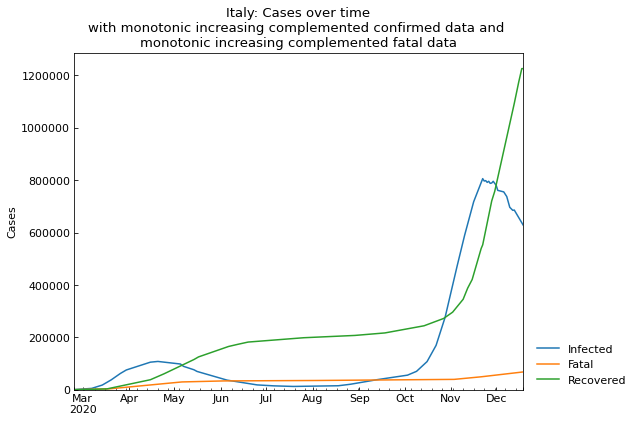 Italy: Cases over time
with monotonic increasing complemented confirmed data and
monotonic increasing complemented fatal data
1200000
1000000
800000
600000
400000
200000
0
Cases
Mar Apr May Jun Jul Aug Sep Oct Nov Dec
2020
Infected
Fatal
Recovered